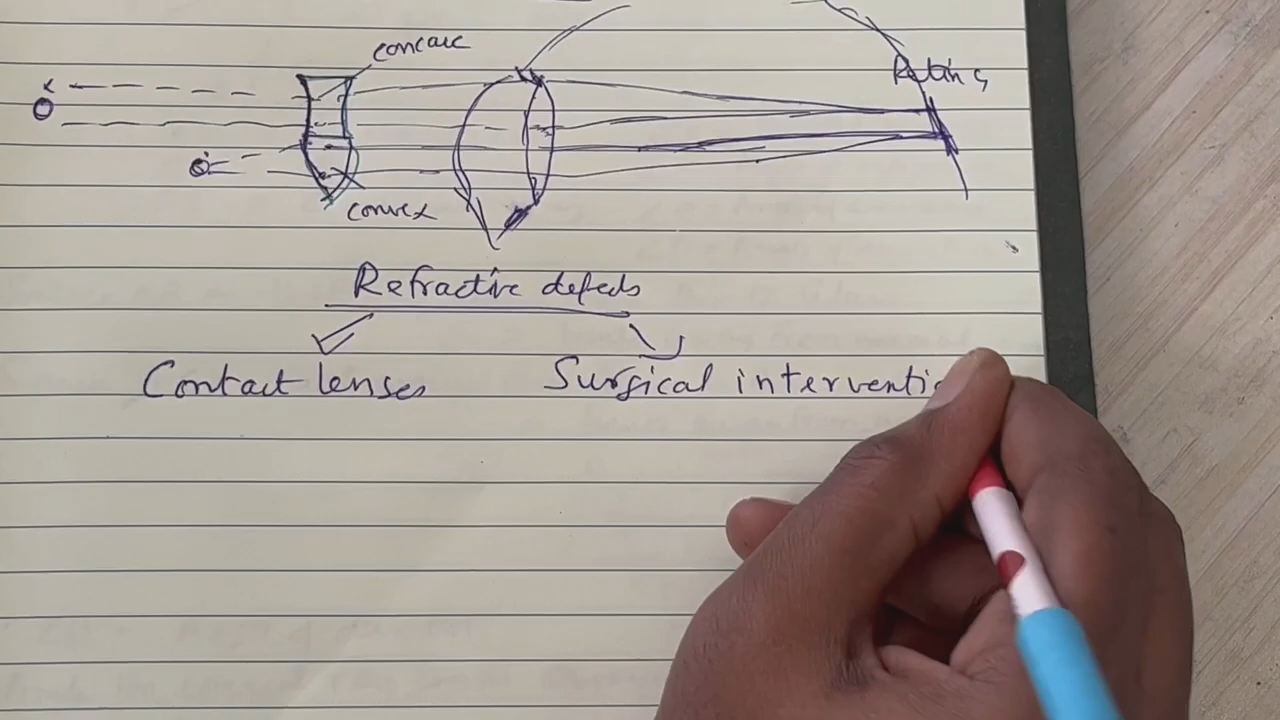 concave
Retina
convex
Refractive defects
Contact lenses
Surgical interventi